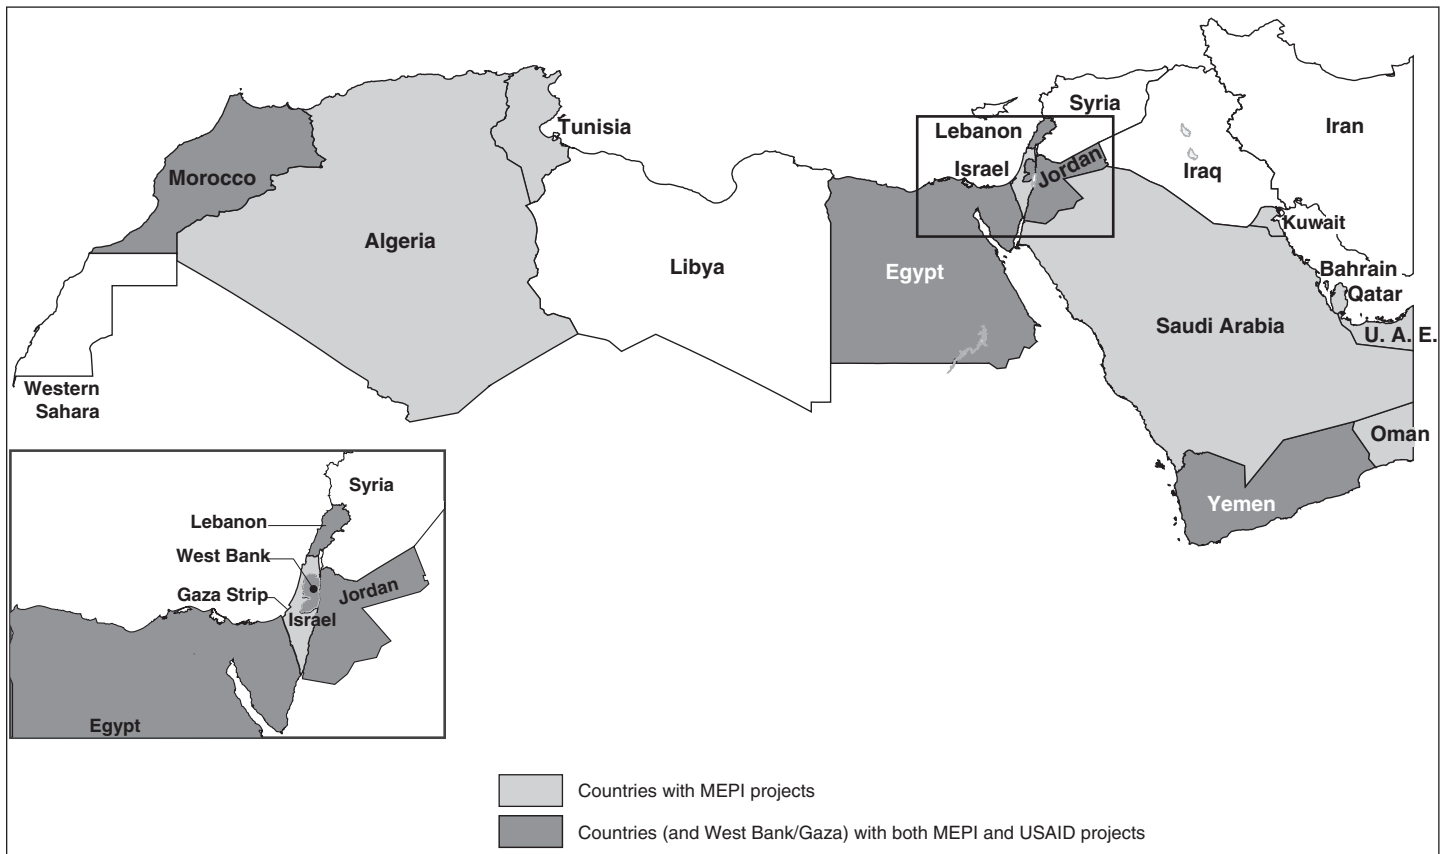 Syria
Iran
Tunisia
Lebanon
Israel
Jordan
Iraq
Morocco
Kuwait
Algeria
Libya
Egypt
Bahrain
Qatar
Saudi Arabia
U. A. E.
Western
Sahara
Oman
Yemen
Syria
Lebanon
West Bank
Jordan
Gaza Strip
Israel
Egypt
Countries with MEPI projects
Countries (and West Bank/Gaza) with both MEPI and USAID projects